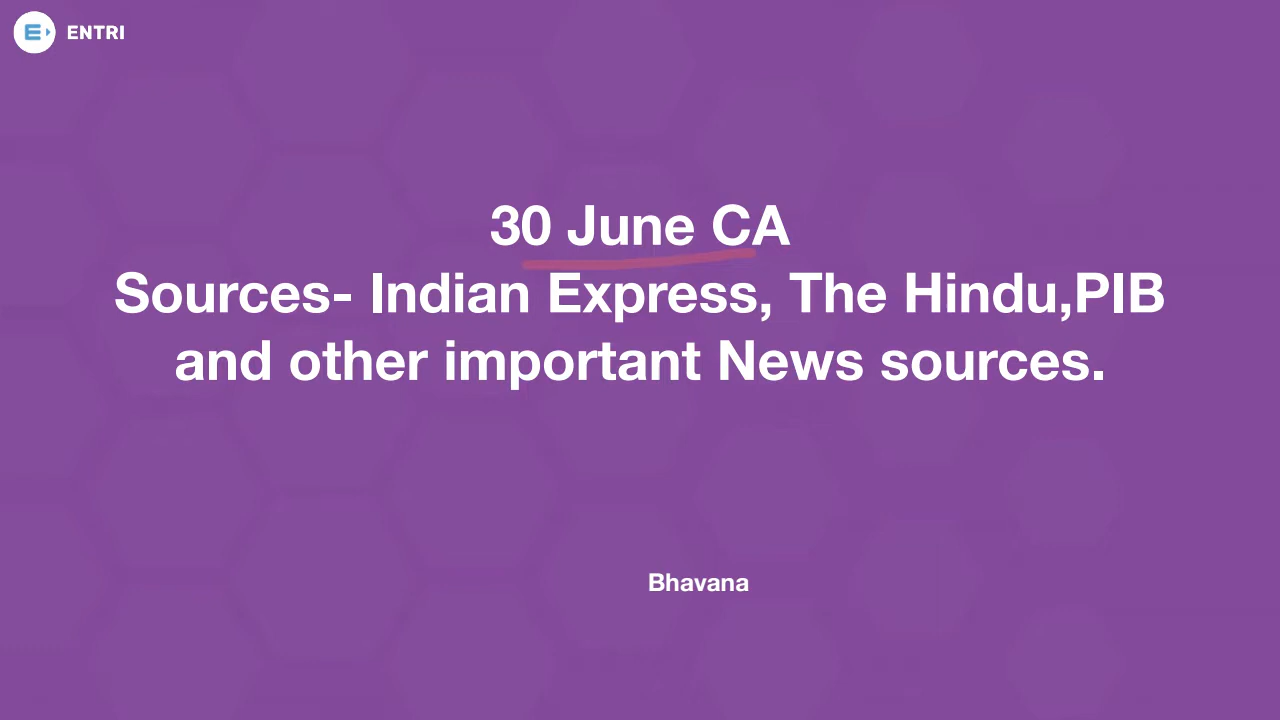 ENTRI
30 June CA
Sources- Indian Express, The Hindu,PIB
and other important News sources.
Bhavana